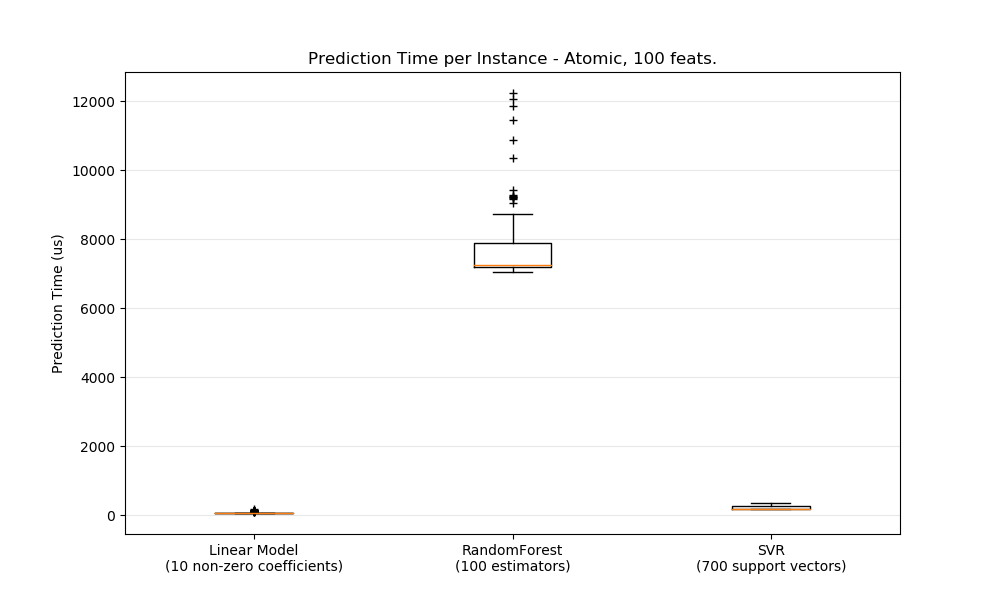 Prediction Time per Instance - Atomic, 100 feats.
Prediction Time (us)
12000
10000
8000
6000
4000
2000
0
Linear Model
(10 non-zero coefficients)
RandomForest
(100 estimators)
SVR
(700 support vectors)